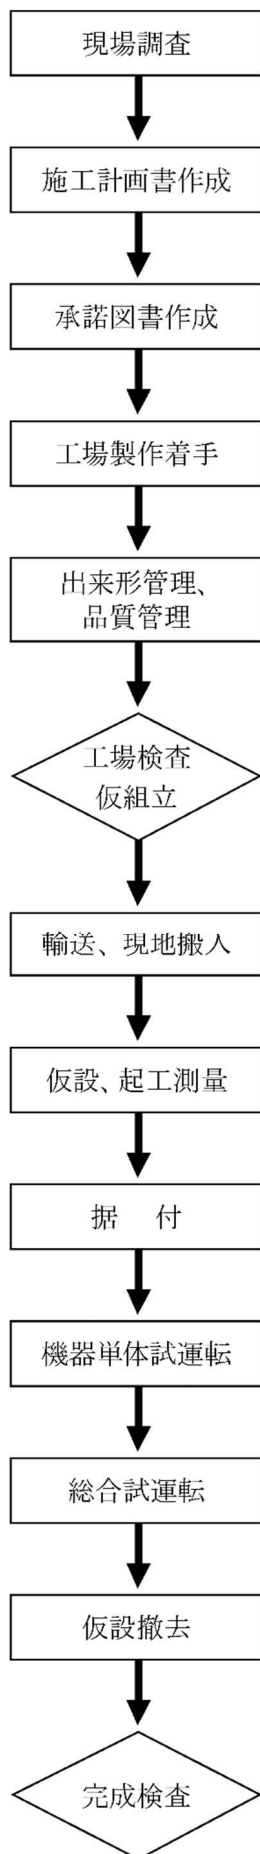 現場調査
施工計画書作成
承諾図書作成
工場製作着手
出来形管理、
品質管理
工場検査
仮組立
輸送、現地搬人
仮設、起工測量
据　付
機器単体試運転
総合試運転
仮設撤去
完成検査